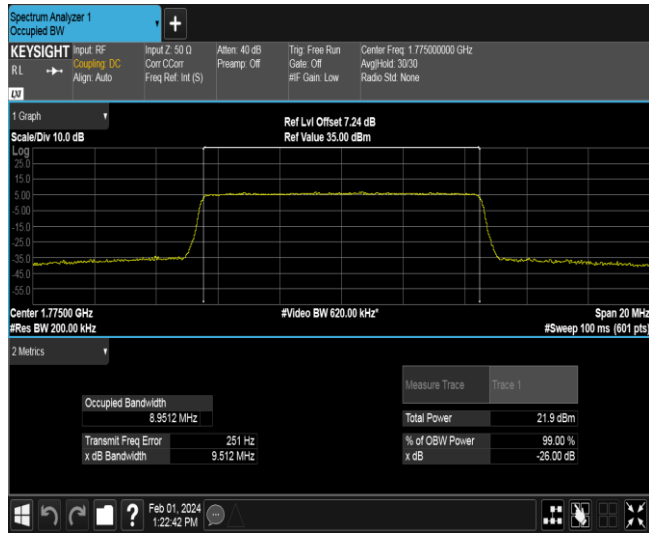 Spectrum Analyzer 1
Occupied BW
+
KEYSIGHT
RL
LXI
Input: RF
Coupling: DC
Align: Auto
Input Z: 50 Ω
Corr CCorr
Freq Ref: Int (S)
Atten: 40 dB
Preamp: Off
Trig: Free Run
Gate: Off
#IF Gain: Low
Center Freq: 1.775000000 GHz
Avg|Hold: 30/30
Radio Std: None
1 Graph
Scale/Div 10.0 dB
Ref Lvl Offset 7.24 dB
Ref Value 35.00 dBm
Log
25.0
15.0
5.00
-5.00
-15.0
-25.0
-35.0
-45.0
-55.0
Center 1.77500 GHz
#Res BW 200.00 kHz
#Video BW 620.00 kHz*
Span 20 MHz
#Sweep 100 ms (601 pts)
2 Metrics
Measure Trace Trace 1
Occupied Bandwidth
8.9512 MHz
Total Power 21.9 dBm
Transmit Freq Error 251 Hz
% of OBW Power 99.00 %
x dB Bandwidth 9.512 MHz
x dB -26.00 dB
?
Feb 01, 2024
1:22:42 PM